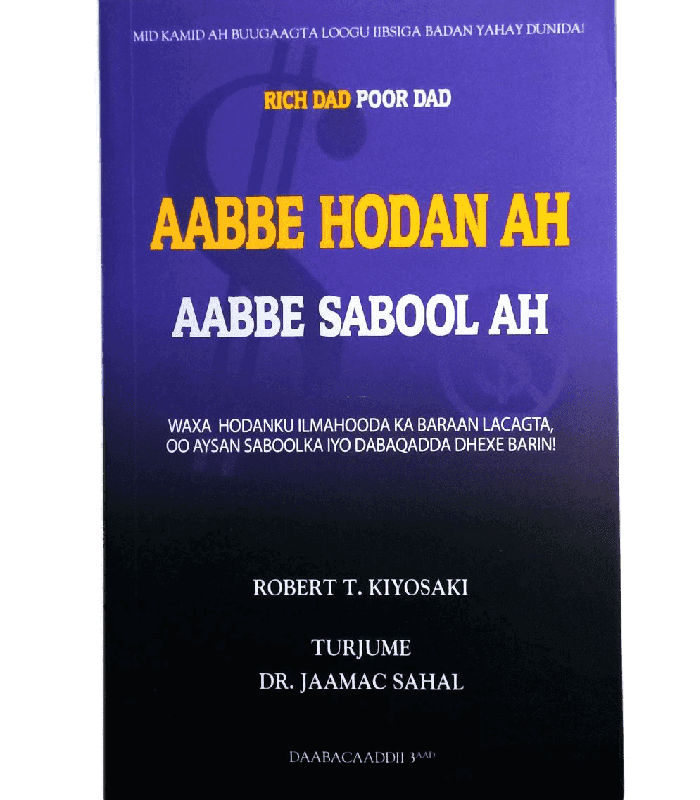 MID KAMID AH BUUGAAGTA LOOGU IIBSIGA BADAN YAHAY DUNIDA!
RICH DAD POOR DAD
AABBE HODAN AH
AABBE SABOOL AH
WAXA HODANKU ILMAHOODA KA BARAAN LACAGTA,
OO AYSAN SABOOLKA IYO DABAQADDA DHEXE BARIN!
ROBERT T. KIYOSAKI
TURJUME
DR. JAAMAC SAHAL
DAABACAADDII 3AAD